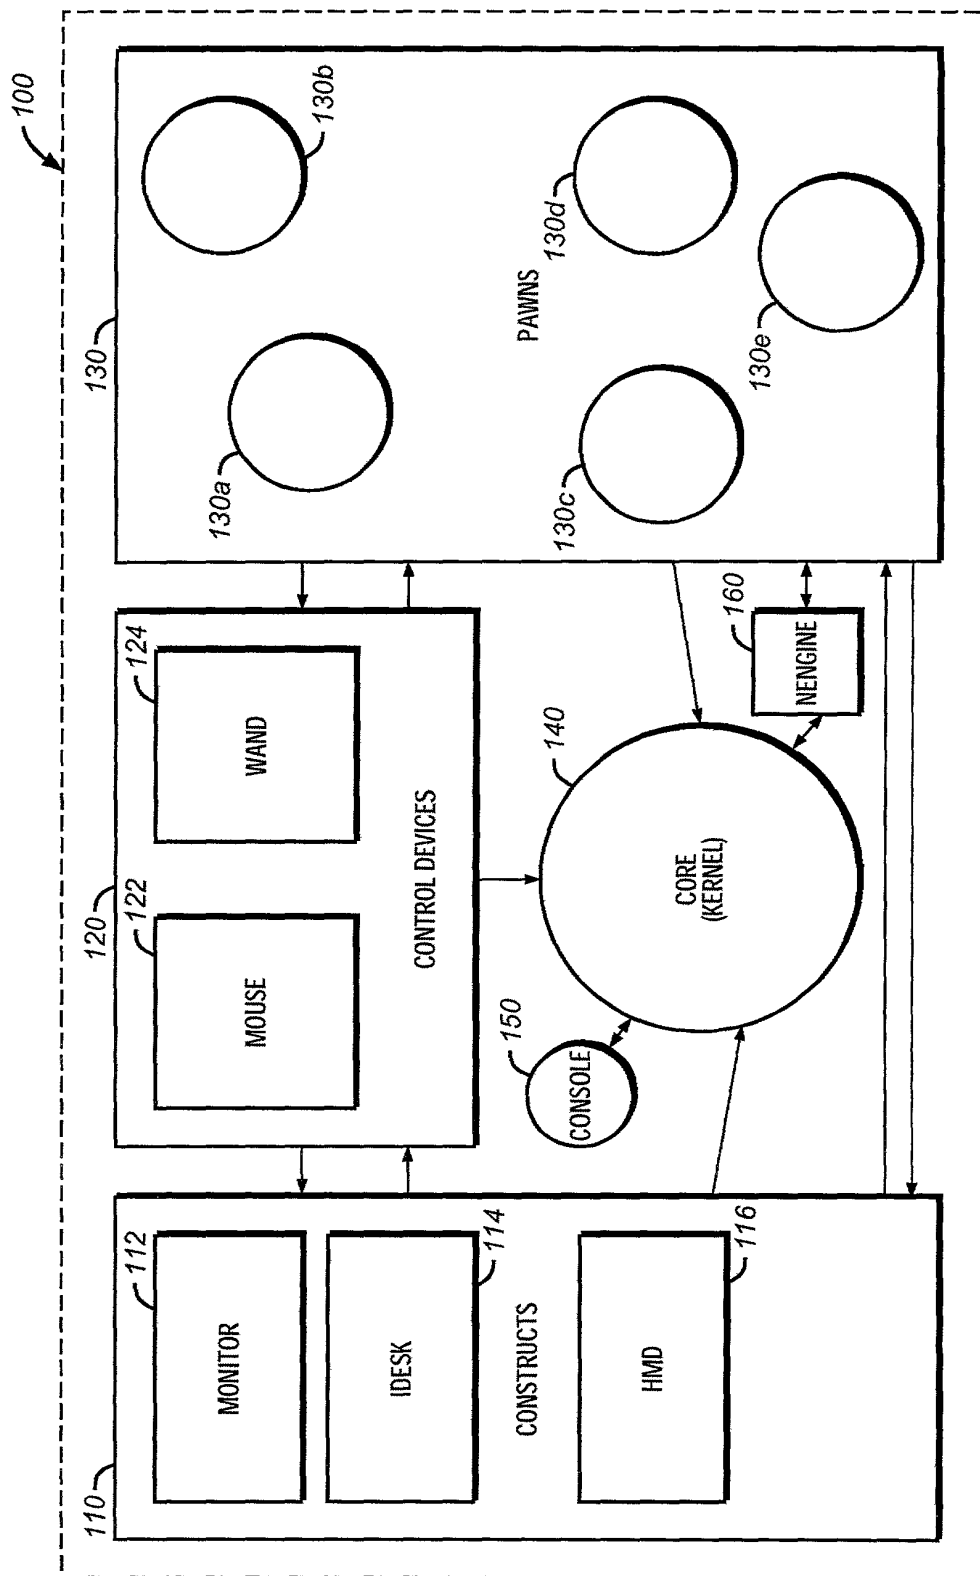 100
110
112
MONITOR
114
IDESK
CONSTRUCTS
116
HMD
120
122
MOUSE
124
WAND
CONTROL DEVICES
150
CONSOLE
140
CORE
(KERNEL)
160
NENGINE
130
130a
130b
PAWNS
130c
130d
130e